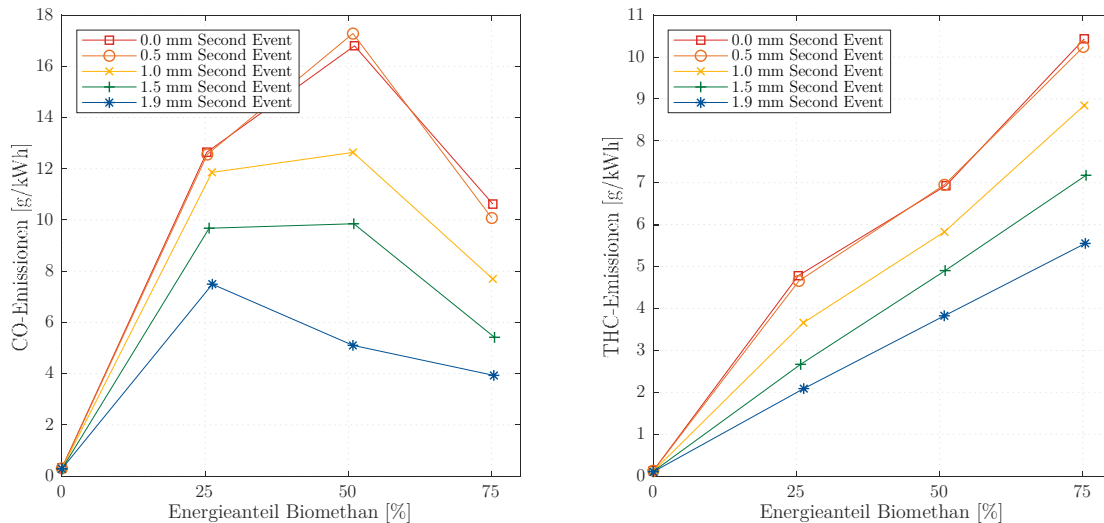 18
16
14
12
10
8
6
4
2
0
CO-Emissionen [g/kWh]
0.0 mm Second Event
0.5 mm Second Event
1.0 mm Second Event
1.5 mm Second Event
1.9 mm Second Event
0 25 50 75
Energieanteil Biomethan [%]
11
10
9
8
7
6
5
4
3
2
1
0
THC-Emissionen [g/kWh]
0.0 mm Second Event
0.5 mm Second Event
1.0 mm Second Event
1.5 mm Second Event
1.9 mm Second Event
0 25 50 75
Energieanteil Biomethan [%]